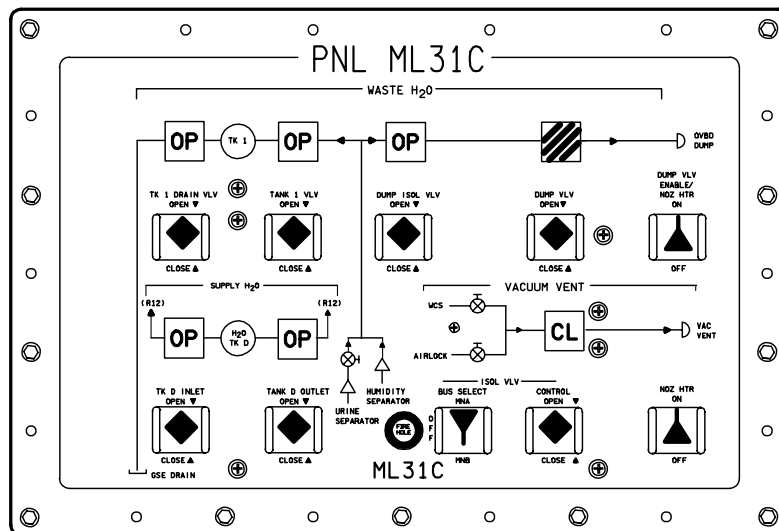 PNL ML31C
WASTE H2O
OP
TK 1
OP
OP
OVBD
DUMP
TK 1 DRAIN VLV
OPEN ▼
CLOSE ▲
TANK 1 VLV
OPEN ▼
CLOSE ▲
DUMP ISOL VLV
OPEN ▼
CLOSE ▲
DUMP VLV
OPEN ▼
CLOSE ▲
DUMP VLV
ENABLE/
NOZ HTR
ON
OFF
SUPPLY H2O
(R12)
(R12)
OP
H2O
TK D
OP
VACUUM VENT
WCS
AIRLOCK
CL
VAC
VENT
HUMIDITY
SEPARATOR
URINE
SEPARATOR
TK D INLET
OPEN ▼
CLOSE ▲
TANK D OUTLET
OPEN ▼
CLOSE ▲
FIRE
HOLE
ISOL VLV
BUS SELECT
MNA
OFF
MNB
CONTROL
OPEN ▼
CLOSE ▲
NOZ HTR
ON
OFF
GSE DRAIN
ML31C